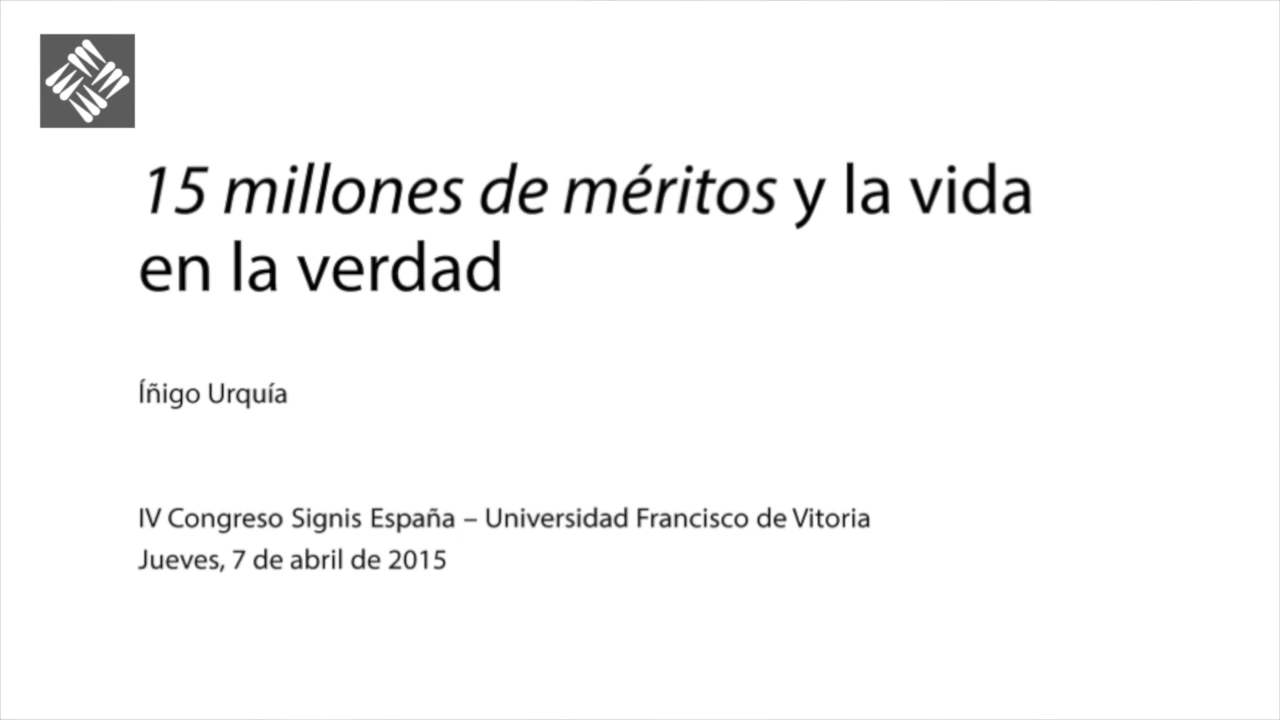 15 millones de méritos y la vida
en la verdad
Íñigo Urquía
IV Congreso Signis España – Universidad Francisco de Vitoria
Jueves, 7 de abril de 2015